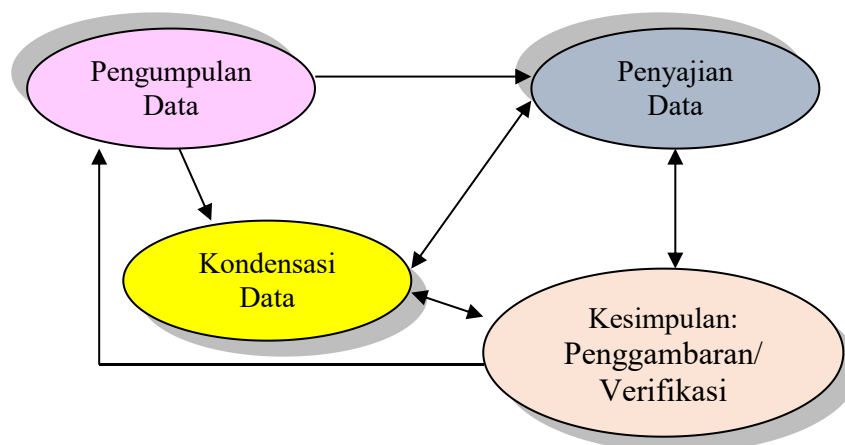 Pengumpulan
Data
Penyajian
Data
Kondensasi
Data
Kesimpulan:
Penggambaran/
Verifikasi